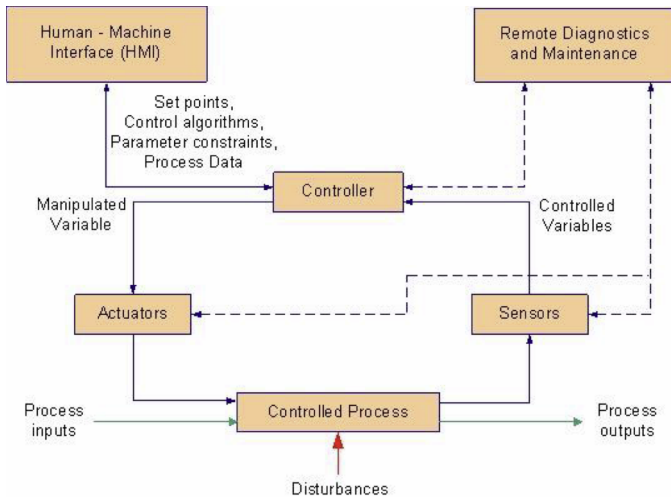 Human - Machine
Interface (HMI)
Remote Diagnostics
and Maintenance
Set points,
Control algorithms,
Parameter constraints,
Process Data
Controller
Manipulated
Variable
Controlled
Variables
Actuators
Sensors
Process
inputs
Controlled Process
Process
outputs
Disturbances